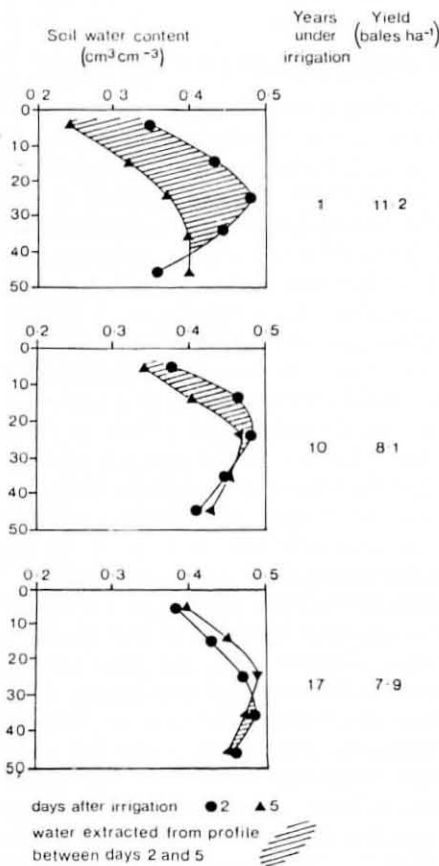 Soil water content
(cm³ cm⁻³)
Years under irrigation
Yield (bales ha⁻¹)
0·2 0·3 0·4 0·5
0
10
20
30
40
50
1 11·2
0·2 0·3 0·4 0·5
0
10
20
30
40
50
10 8·1
0·2 0·3 0·4 0·5
0
10
20
30
40
50
17 7·9
days after irrigation ●2 ▲5
water extracted from profile
between days 2 and 5